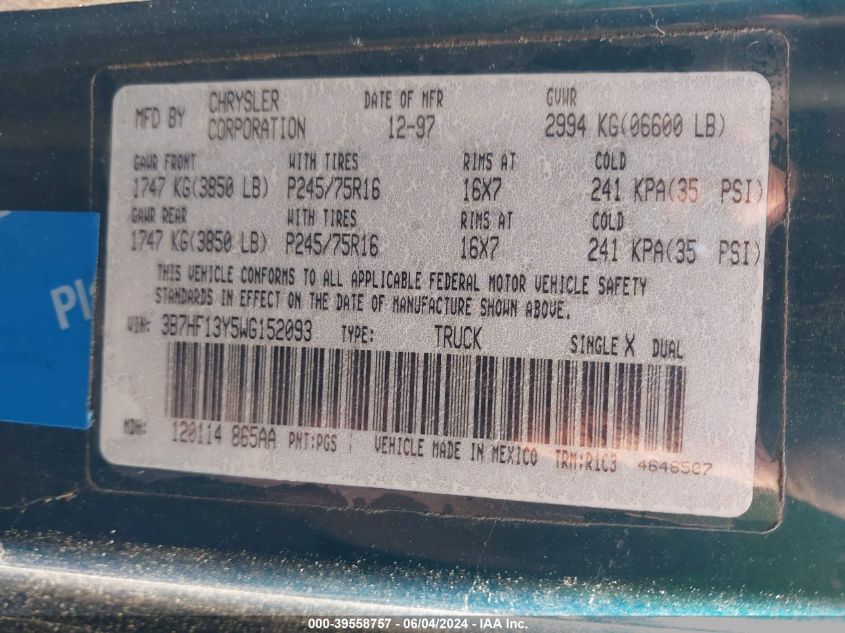 MFD BY CHRYSLER CORPORATION DATE OF MFR 12-97 GVWR 2994 KG(06600 LB)
GAWR FRONT WITH TIRES RIMS AT COLD
1747 KG(3850 LB) P245/75R16 16X7 241 KPA(35 PSI)
GAWR REAR WITH TIRES RIMS AT COLD
1747 KG(3850 LB) P245/75R16 16X7 241 KPA(35 PSI)
THIS VEHICLE CONFORMS TO ALL APPLICABLE FEDERAL MOTOR VEHICLE SAFETY
STANDARDS IN EFFECT ON THE DATE OF MANUFACTURE SHOWN ABOVE.
VIN: 3B7HF13Y5WG152093 TYPE: TRUCK SINGLE X DUAL
MDH: 120114 865AA PNT:PGS VEHICLE MADE IN MEXICO TRM:R1C3 4646507
000-39558757 - 06/04/2024 - IAA Inc.